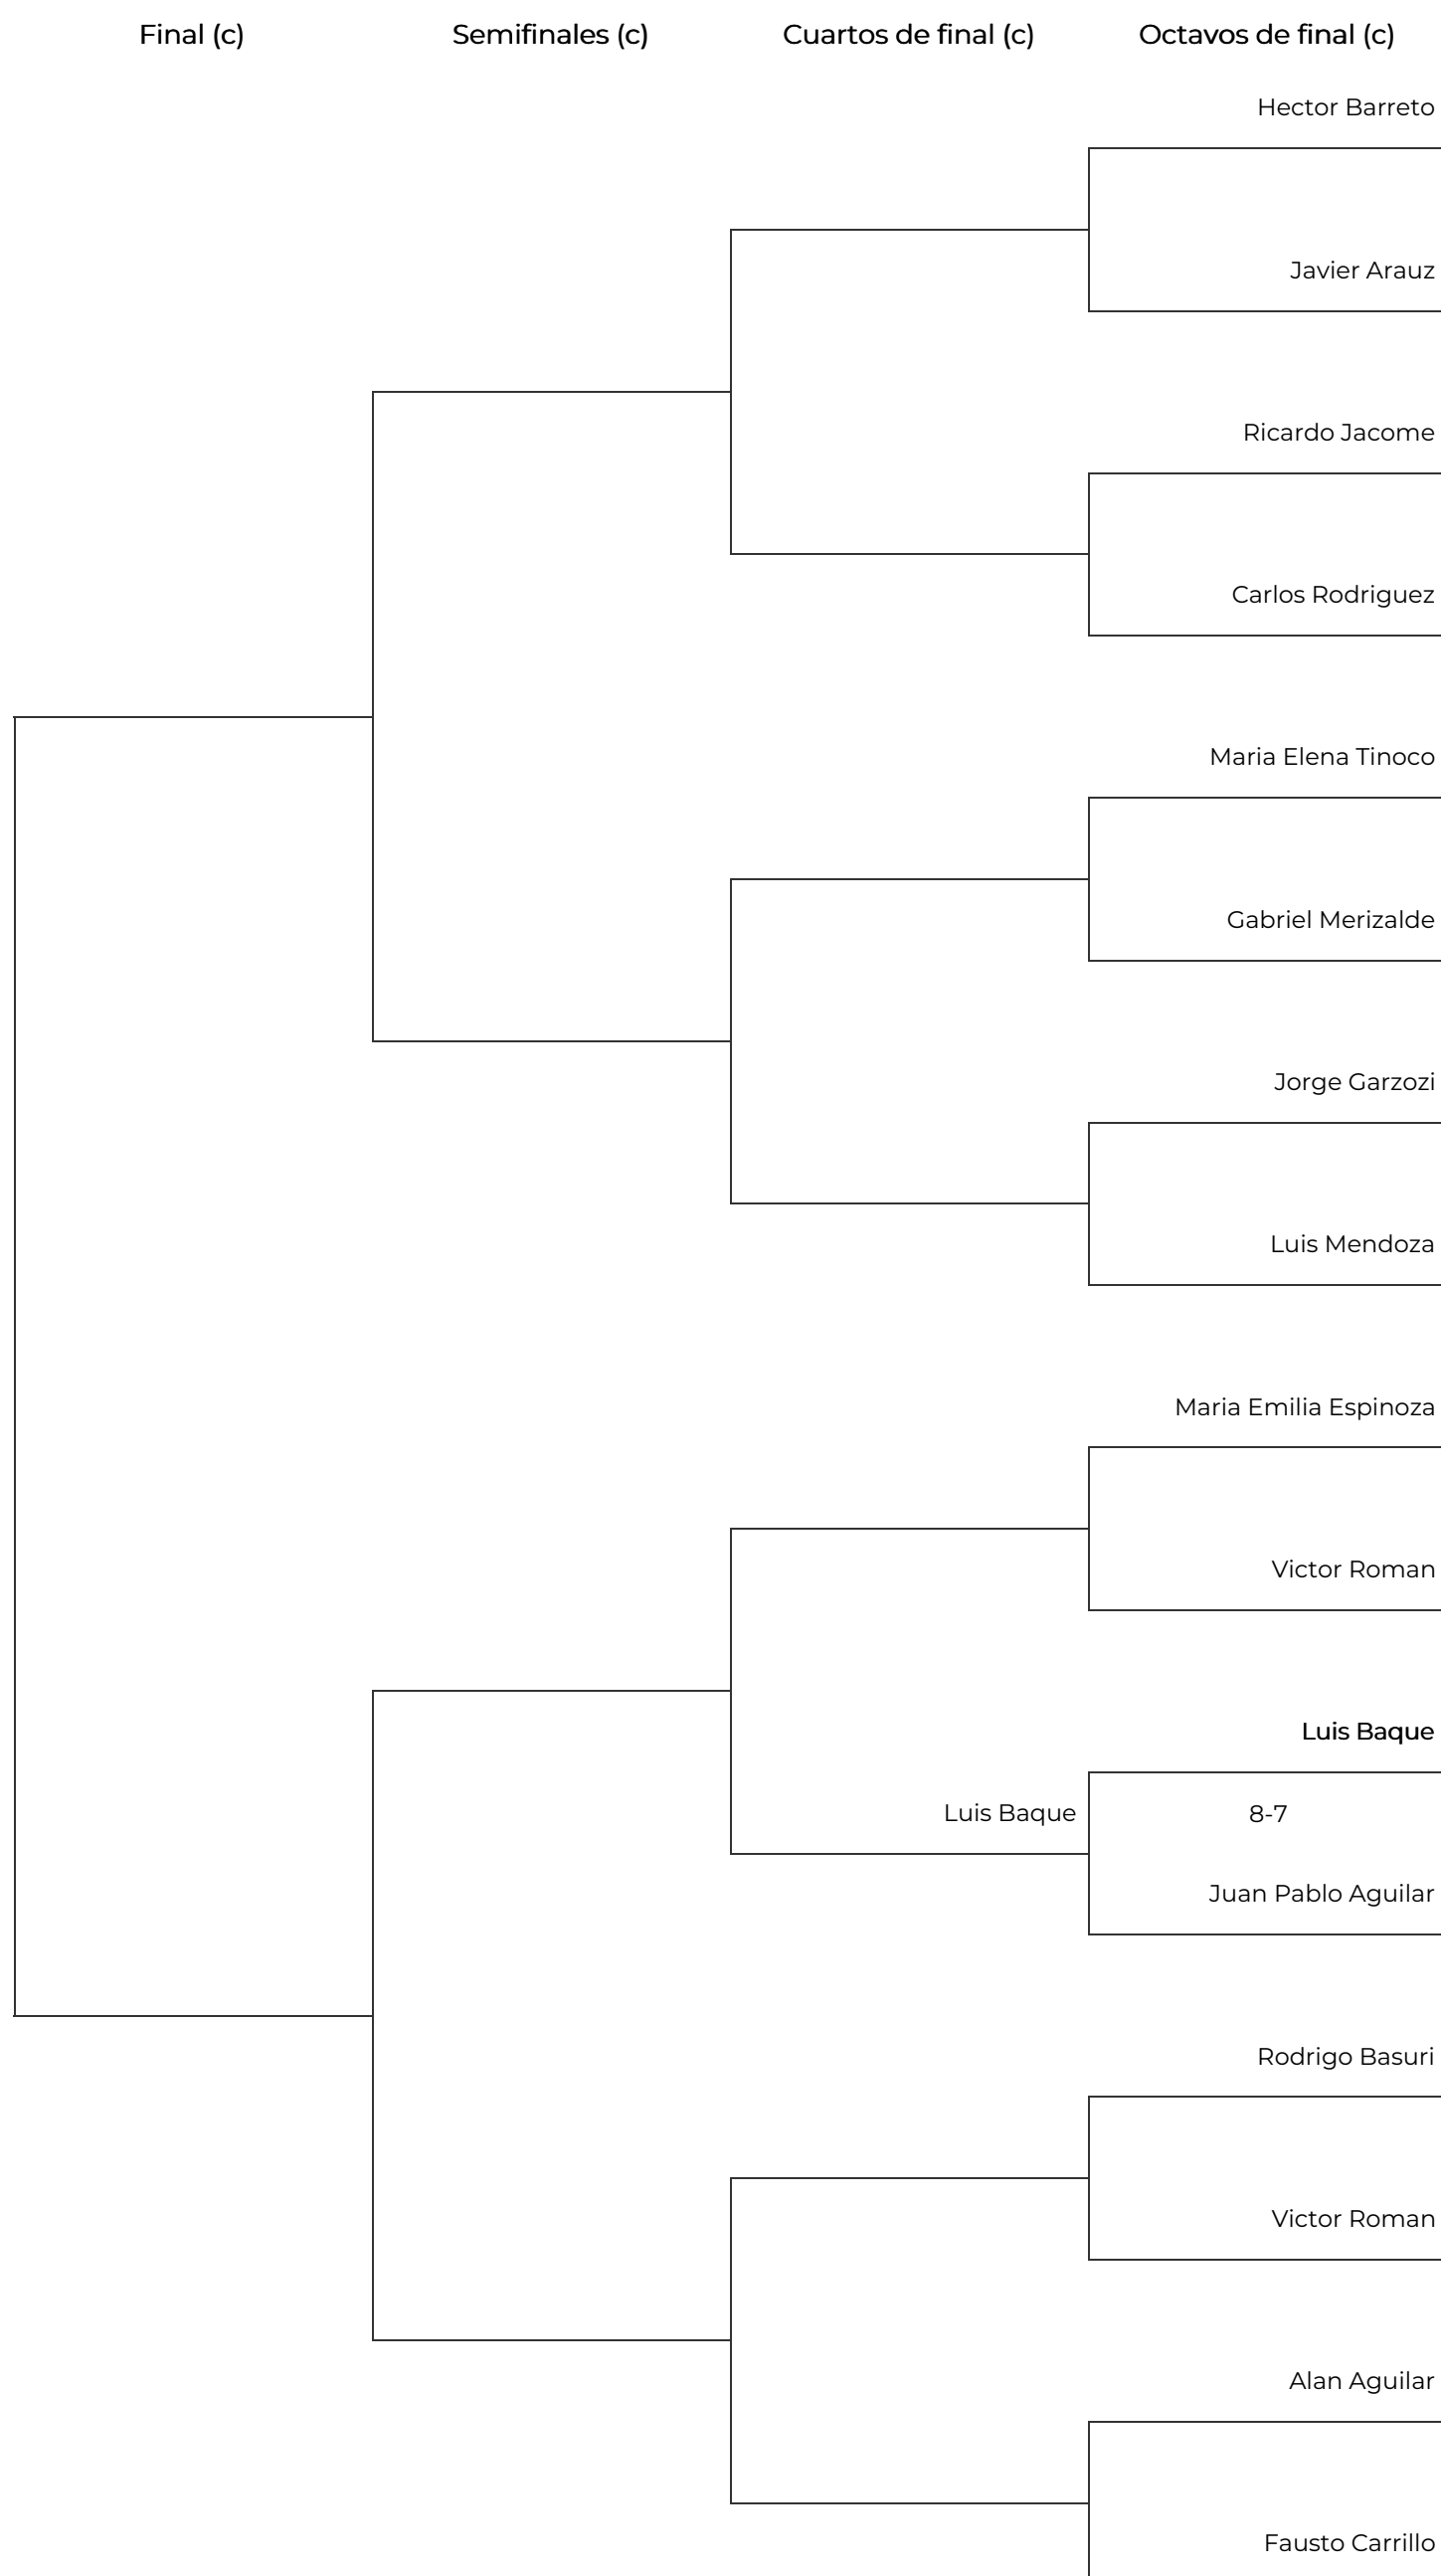 Final (c)
Semifinales (c)
Cuartos de final (c)
Octavos de final (c)
Hector Barreto
Javier Arauz
Ricardo Jacome
Carlos Rodriguez
Maria Elena Tinoco
Gabriel Merizalde
Jorge Garzozi
Luis Mendoza
Maria Emilia Espinoza
Victor Roman
Luis Baque
Luis Baque
8-7
Juan Pablo Aguilar
Rodrigo Basuri
Victor Roman
Alan Aguilar
Fausto Carrillo